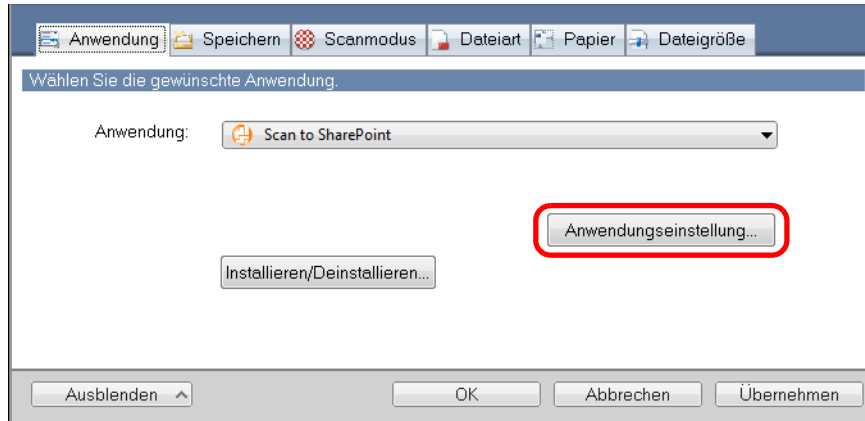 Anwendung Speichern Scanmodus Dateiart Papier Dateigröße
Wählen Sie die gewünschte Anwendung.
Anwendung: Scan to SharePoint
Anwendungseinstellung...
Installieren/Deinstallieren...
Ausblenden OK Abbrechen Übernehmen